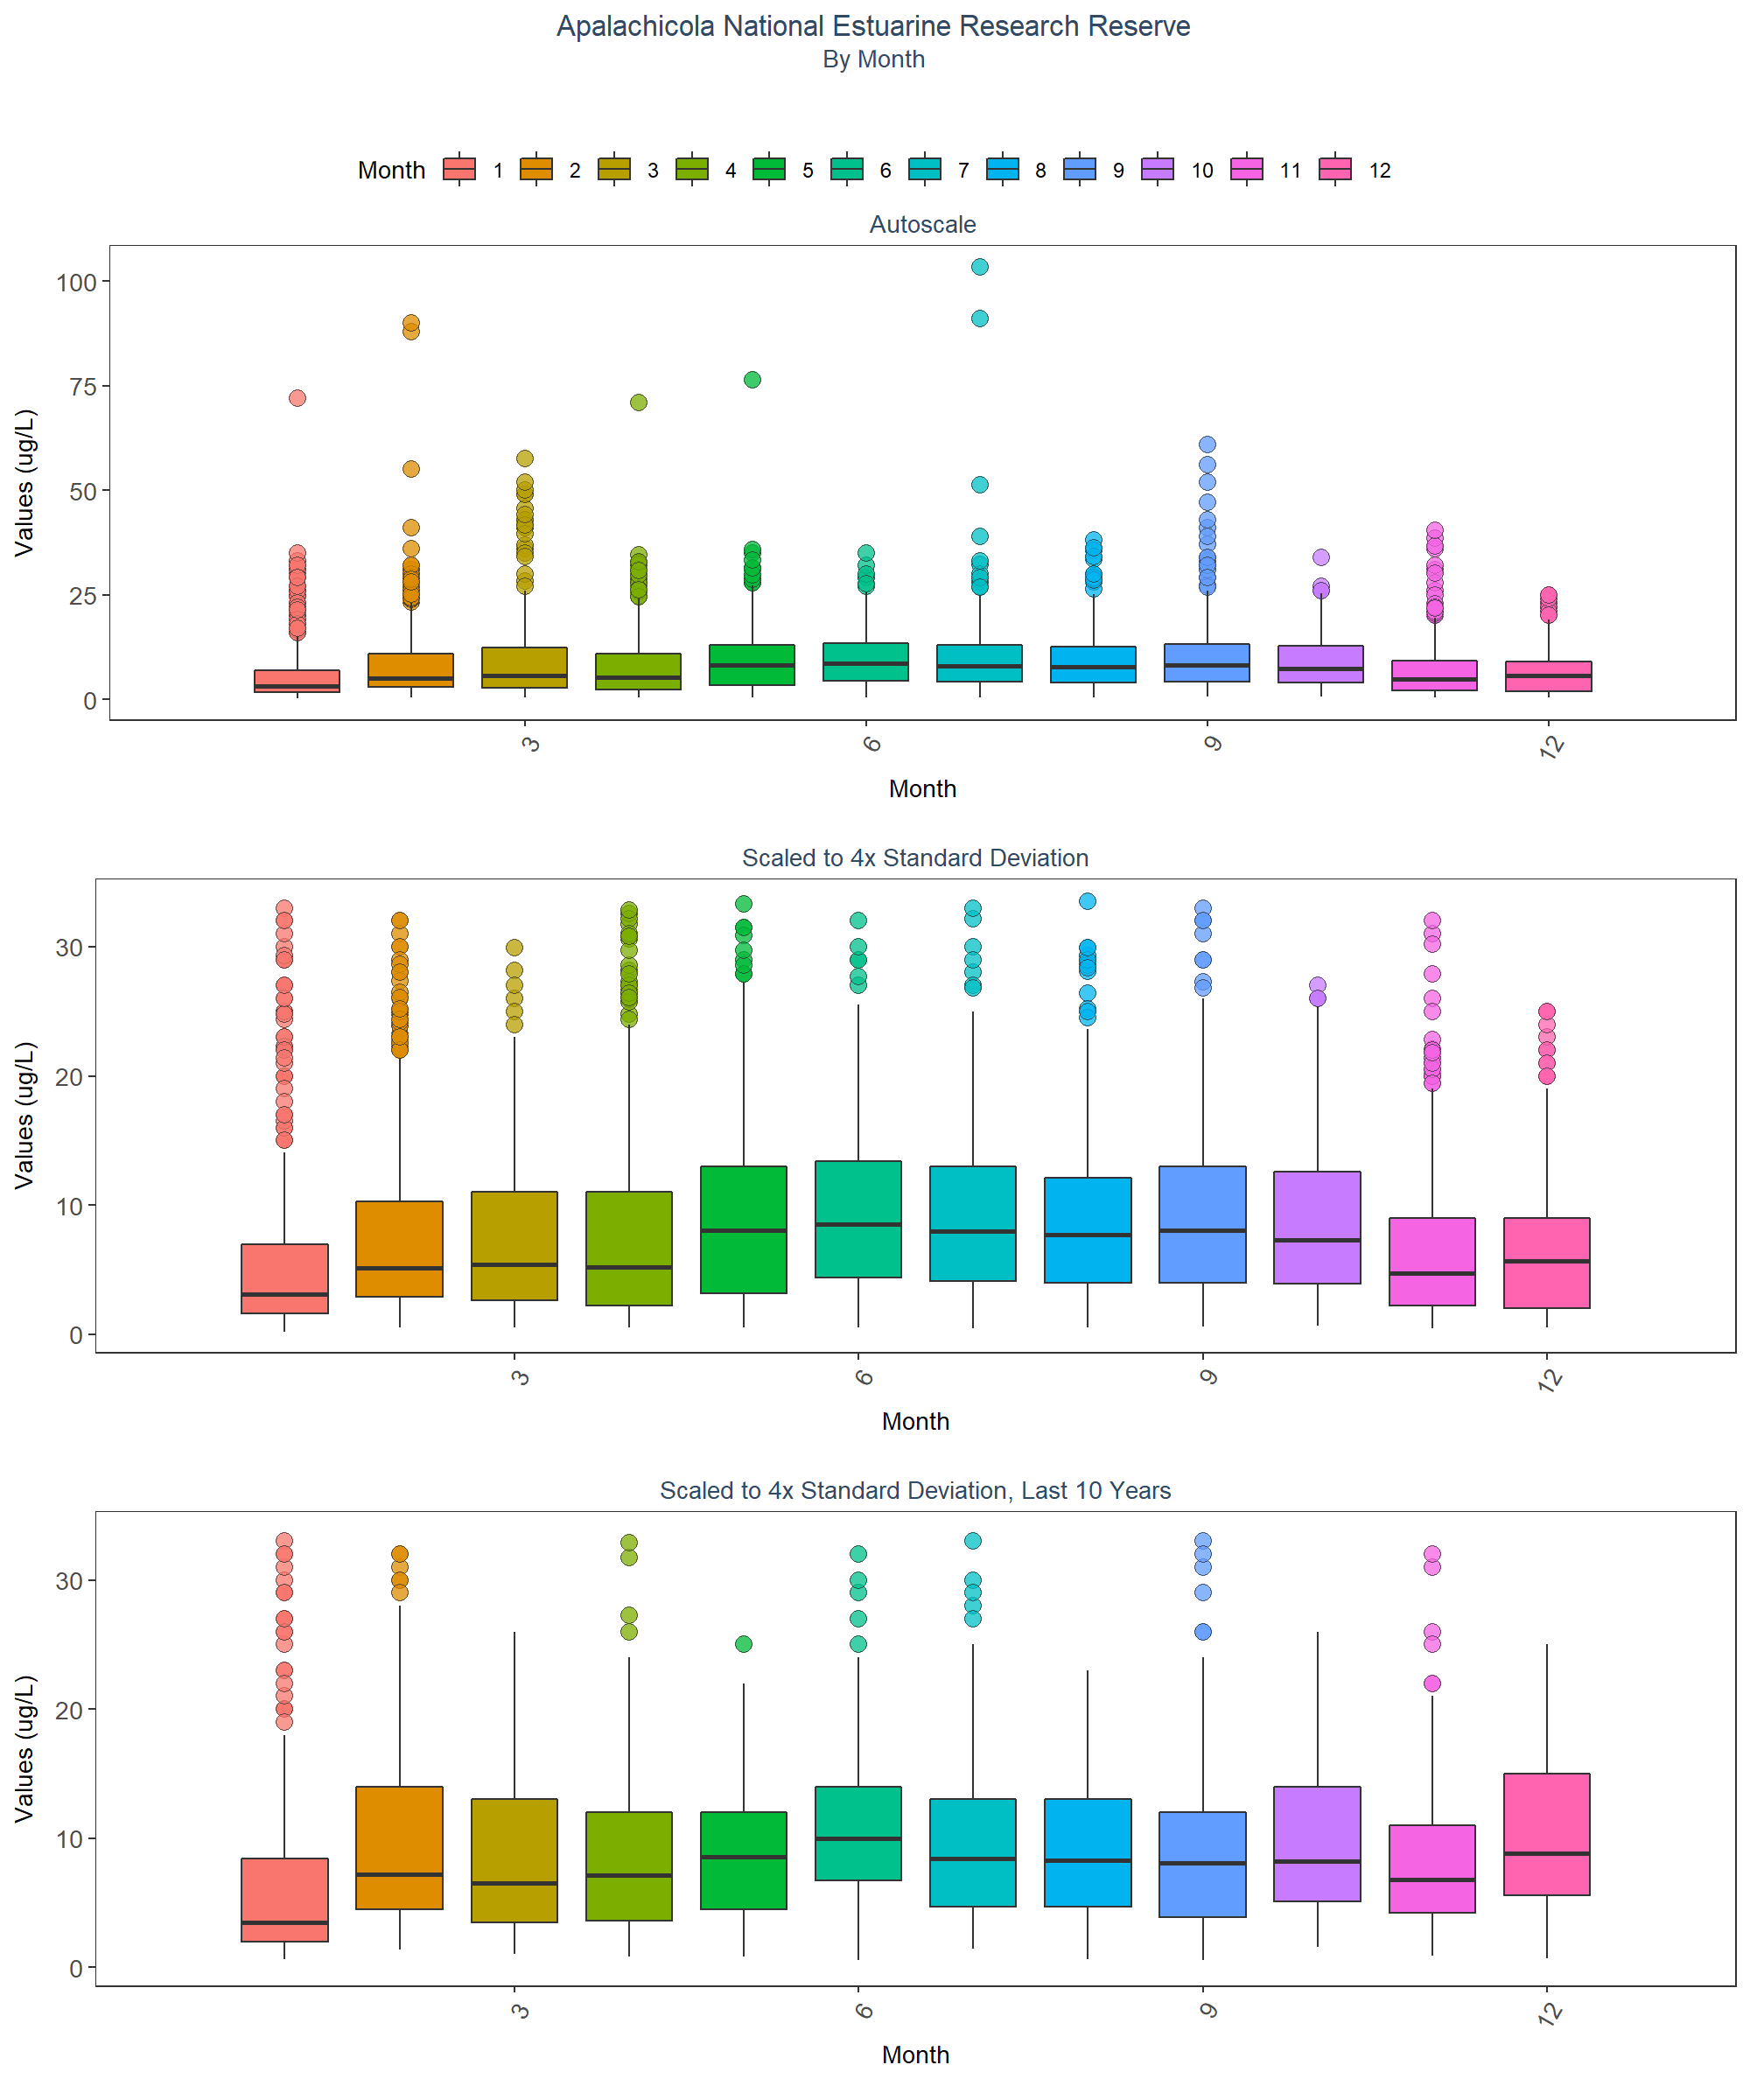 Apalachicola National Estuarine Research Reserve
By Month
Month 1 2 3 4 5 6 7 8 9 10 11 12
Autoscale
Values (ug/L)
100
75
50
25
0
3 6 9 12
Month
Scaled to 4x Standard Deviation
Values (ug/L)
30
20
10
0
3 6 9 12
Month
Scaled to 4x Standard Deviation, Last 10 Years
Values (ug/L)
30
20
10
0
3 6 9 12
Month